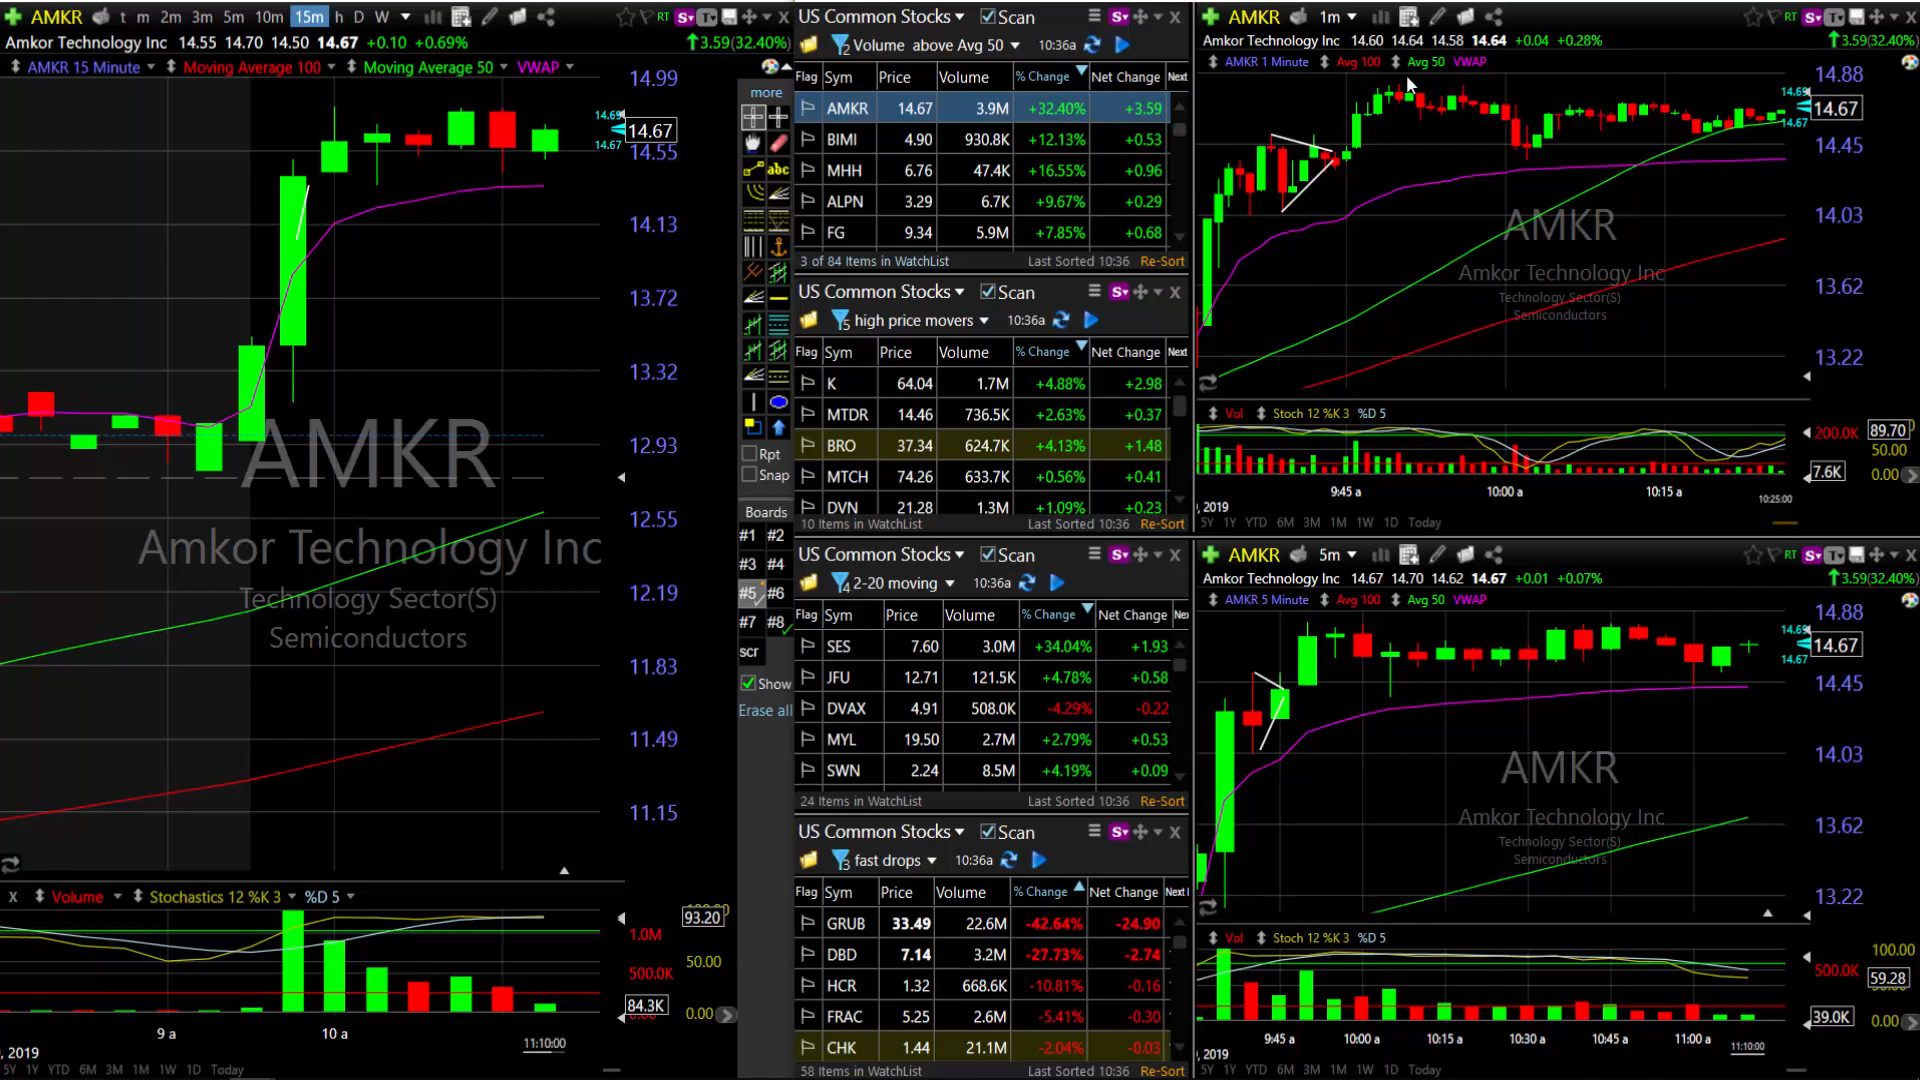 AMKR t m 2m 3m 5m 10m 15m h D W RT S T
Amkor Technology Inc 14.55 14.70 14.50 14.67 +0.10 +0.69% 3.59(32.40%)
AMKR 15 Minute Moving Average 100 Moving Average 50 VWAP
14.99
14.69
14.67
14.67
14.55
14.13
13.72
13.32
12.93
12.55
12.19
11.83
11.49
11.15
AMKR
Amkor Technology Inc
Technology Sector(S)
Semiconductors
X Volume Stochastics 12 %K 3 %D 5
93.20
1.0M
50.00
500.0K
84.3K
0.00
9 a 10 a 11:10:00
, 2019
5Y 1Y YTD 6M 3M 1M 1W 1D Today
more
abc
Rpt
Snap
Boards
#1 #2
#3 #4
#5 #6
#7 #8
scr
Show
Erase all
US Common Stocks Scan S X
2 Volume above Avg 50 10:36a
Flag Sym Price Volume % Change Net Change Next
AMKR 14.67 3.9M +32.40% +3.59
BIMI 4.90 930.8K +12.13% +0.53
MHH 6.76 47.4K +16.55% +0.96
ALPN 3.29 6.7K +9.67% +0.29
FG 9.34 5.9M +7.85% +0.68
3 of 84 Items in WatchList Last Sorted 10:36 Re-Sort
US Common Stocks Scan S X
5 high price movers 10:36a
Flag Sym Price Volume % Change Net Change Next
K 64.04 1.7M +4.88% +2.98
MTDR 14.46 736.5K +2.63% +0.37
BRO 37.34 624.7K +4.13% +1.48
MTCH 74.26 633.7K +0.56% +0.41
DVN 21.28 1.3M +1.09% +0.23
10 Items in WatchList Last Sorted 10:36 Re-Sort
US Common Stocks Scan S X
4 2-20 moving 10:36a
Flag Sym Price Volume % Change Net Change Ne
SES 7.60 3.0M +34.04% +1.93
JFU 12.71 121.5K +4.78% +0.58
DVAX 4.91 508.0K -4.29% -0.22
MYL 19.50 2.7M +2.79% +0.53
SWN 2.24 8.5M +4.19% +0.09
24 Items in WatchList Last Sorted 10:36 Re-Sort
US Common Stocks Scan S X
3 fast drops 10:36a
Flag Sym Price Volume % Change Net Change Next
GRUB 33.49 22.6M -42.64% -24.90
DBD 7.14 3.2M -27.73% -2.74
HCR 1.32 668.6K -10.81% -0.16
FRAC 5.25 2.6M -5.41% -0.30
CHK 1.44 21.1M -2.04% -0.03
58 Items in WatchList Last Sorted 10:36 Re-Sort
AMKR 1m RT S T X
Amkor Technology Inc 14.60 14.64 14.58 14.64 +0.04 +0.28% 3.59(32.40%)
AMKR 1 Minute Avg 100 Avg 50 VWAP
14.88
14.69
14.67
14.67
14.45
14.03
13.62
13.22
AMKR
Amkor Technology Inc
Technology Sector(S)
Semiconductors
Vol Stoch 12 %K 3 %D 5
200.0K 89.70
50.00
7.6K 0.00
9:45 a 10:00 a 10:15 a 10:25:00
, 2019
5Y 1Y YTD 6M 3M 1M 1W 1D Today
AMKR 5m RT S T X
Amkor Technology Inc 14.67 14.70 14.62 14.67 +0.01 +0.07% 3.59(32.40%)
AMKR 5 Minute Avg 100 Avg 50 VWAP
14.88
14.69
14.67
14.67
14.45
14.03
13.62
13.22
AMKR
Amkor Technology Inc
Technology Sector(S)
Semiconductors
Vol Stoch 12 %K 3 %D 5
100.00
500.0K 59.28
39.0K 0.00
9:45 a 10:00 a 10:15 a 10:30 a 10:45 a 11:00 a 11:10:00
, 2019
5Y 1Y YTD 6M 3M 1M 1W 1D Today